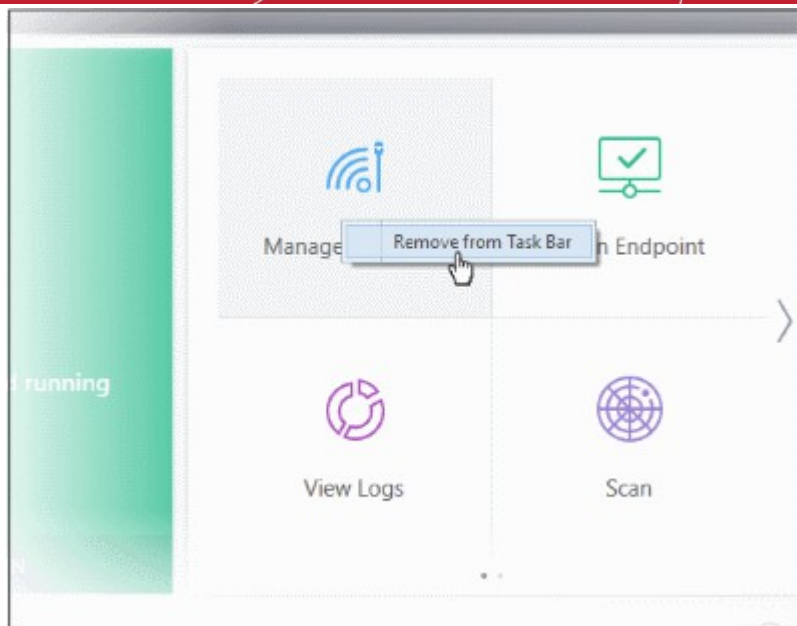 Manage
Remove from Task Bar
n Endpoint
running
View Logs
Scan
N